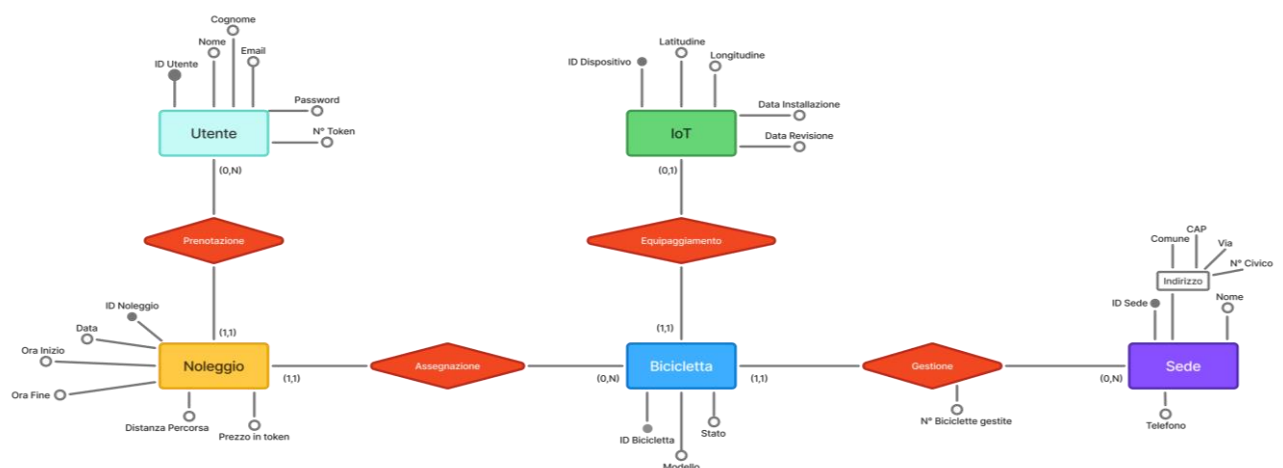 Cognome
Nome
Email
ID Utente
Password
N° Token
Utente
(0,N)
Prenotazione
(1,1)
Latitudine
Longitudine
ID Dispositivo
Data Installazione
Data Revisione
IoT
(0,1)
Equipaggiamento
(1,1)
CAP
Comune
Via
N° Civico
Indirizzo
ID Sede
Nome
ID Noleggio
Data
Ora Inizio
Ora Fine
Noleggio
(1,1)
Assegnazione
(0,N)
Bicicletta
(1,1)
Gestione
(0,N)
Sede
Distanza Percorsa
Prezzo in token
ID Bicicletta
Stato
Modello
N° Biciclette gestite
Telefono